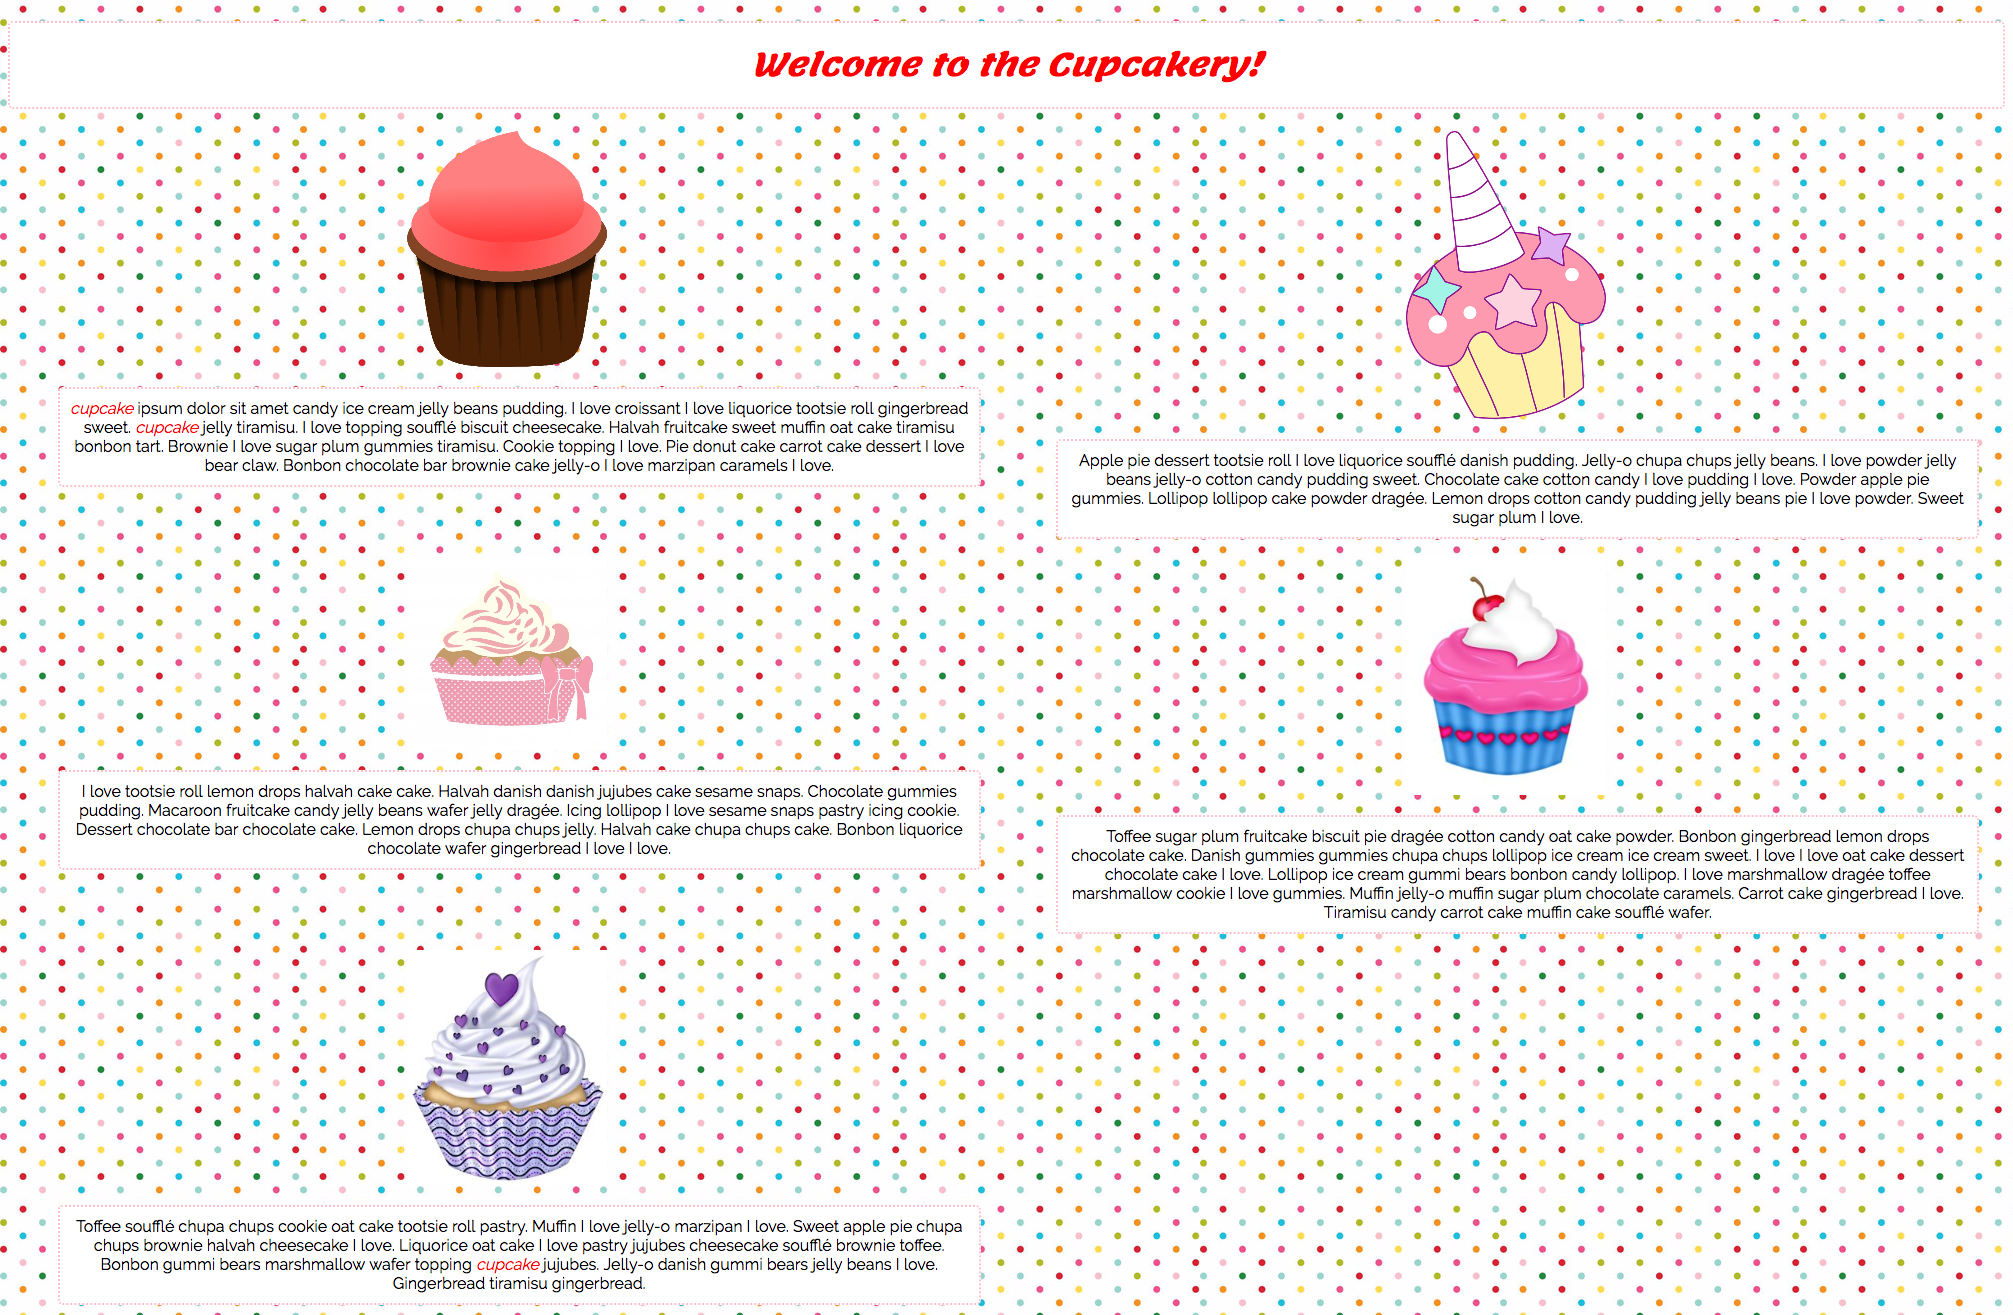 Welcome to the Cupcakery!
cupcake ipsum dolor sit amet candy ice cream jelly beans pudding. I love croissant I love liquorice tootsie roll gingerbread
sweet. cupcake jelly tiramisu. I love topping soufflé biscuit cheesecake. Halvah fruitcake sweet muffin oat cake tiramisu
bonbon tart. Brownie I love sugar plum gummies tiramisu. Cookie topping I love. Pie donut cake carrot cake dessert I love
bear claw. Bonbon chocolate bar brownie cake jelly-o I love marzipan caramels I love.
Apple pie dessert tootsie roll I love liquorice soufflé danish pudding. Jelly-o chupa chups jelly beans. I love powder jelly
beans jelly-o cotton candy pudding sweet. Chocolate cake cotton candy I love pudding I love. Powder apple pie
gummies. Lollipop lollipop cake powder dragée. Lemon drops cotton candy pudding jelly beans pie I love powder. Sweet
sugar plum I love.
I love tootsie roll lemon drops halvah cake cake. Halvah danish danish jujubes cake sesame snaps. Chocolate gummies
pudding. Macaroon fruitcake candy jelly beans wafer jelly dragée. Icing lollipop I love sesame snaps pastry icing cookie.
Dessert chocolate bar chocolate cake. Lemon drops chupa chups jelly. Halvah cake chupa chups cake. Bonbon liquorice
chocolate wafer gingerbread I love I love.
Toffee sugar plum fruitcake biscuit pie dragée cotton candy oat cake powder. Bonbon gingerbread lemon drops
chocolate cake. Danish gummies gummies chupa chups lollipop ice cream ice cream sweet. I love I love oat cake dessert
chocolate cake I love. Lollipop ice cream gummi bears bonbon candy lollipop. I love marshmallow dragée toffee
marshmallow cookie I love gummies. Muffin jelly-o muffin sugar plum chocolate caramels. Carrot cake gingerbread I love.
Tiramisu candy carrot cake muffin cake soufflé wafer.
Toffee soufflé chupa chups cookie oat cake tootsie roll pastry. Muffin I love jelly-o marzipan I love. Sweet apple pie chupa
chups brownie halvah cheesecake I love. Liquorice oat cake I love pastry jujubes cheesecake soufflé brownie toffee.
Bonbon gummi bears marshmallow wafer topping cupcake jujubes. Jelly-o danish gummi bears jelly beans I love.
Gingerbread tiramisu gingerbread.